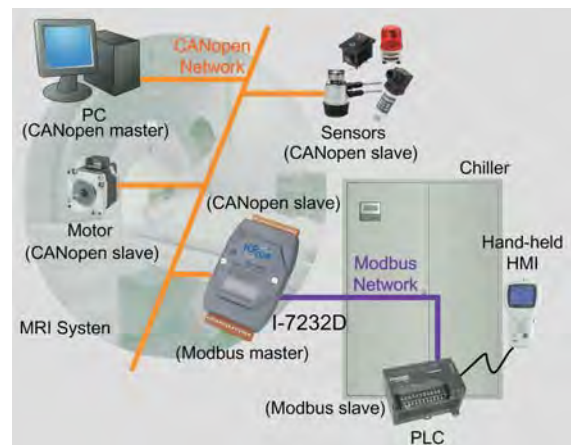 CANopen
Network
PC
(CANopen master)
Sensors
(CANopen slave)
Chiller
Motor
(CANopen slave)
(CANopen slave)
Hand-held
HMI
Modbus
Network
I-7232D
MRI Systen
(Modbus master)
(Modbus slave)
PLC